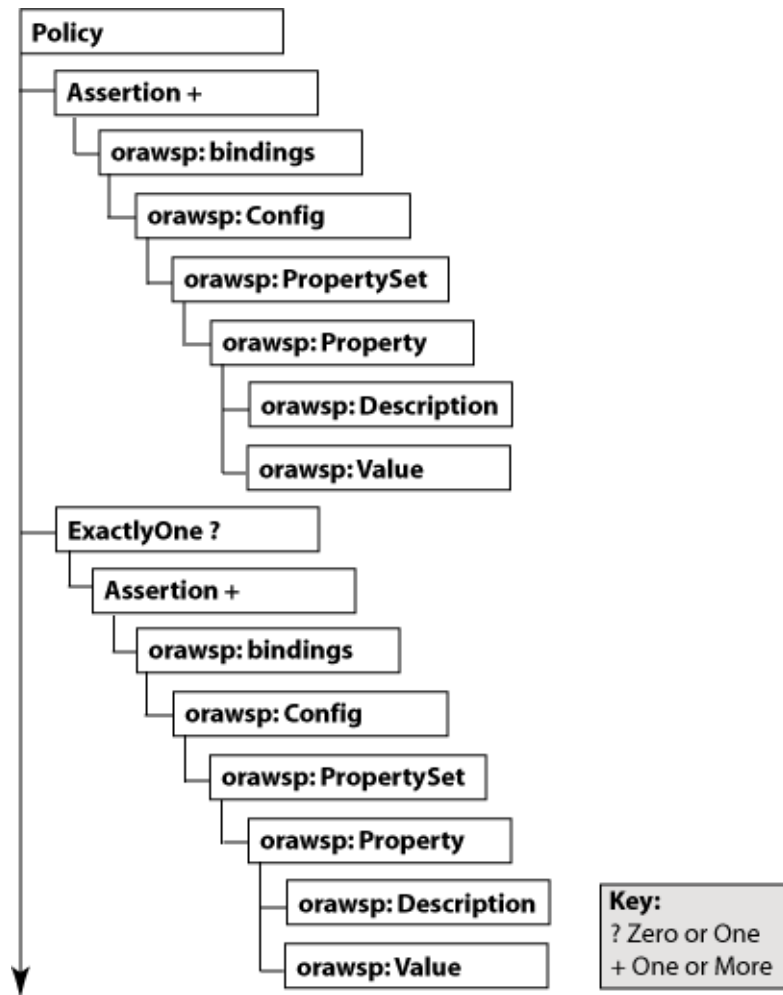 Policy
Assertion +
orawsp:bindings
orawsp:Config
orawsp:PropertySet
orawsp:Property
orawsp:Description
orawsp:Value
ExactlyOne ?
Assertion +
orawsp:bindings
orawsp:Config
orawsp:PropertySet
orawsp:Property
orawsp:Description
orawsp:Value
Key:
? Zero or One
+ One or More